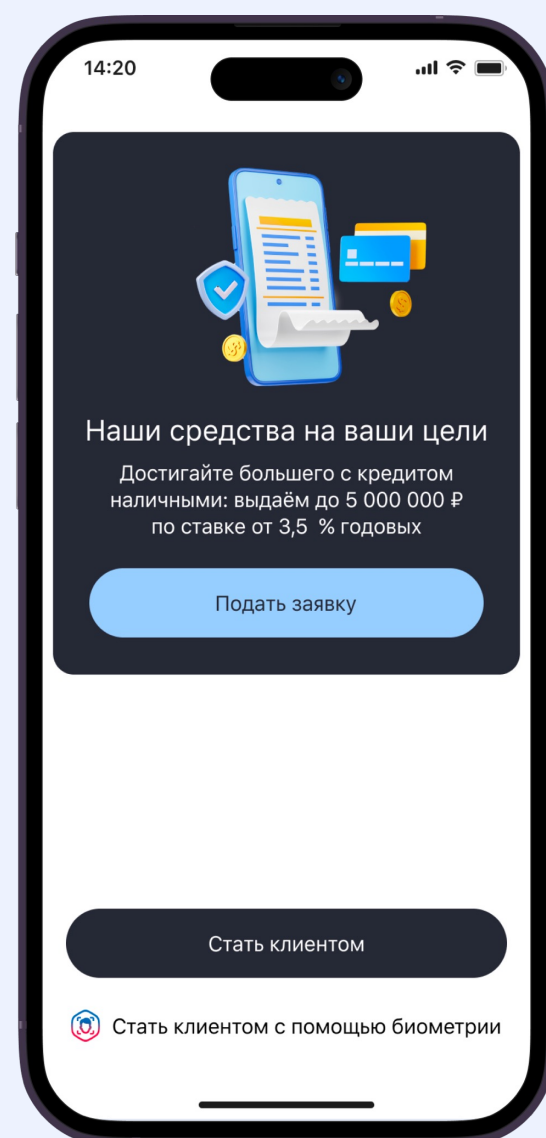 14:20
Наши средства на ваши цели
Достигайте большего с кредитом
наличными: выдаём до 5 000 000 ₽
по ставке от 3,5 % годовых
Подать заявку
Стать клиентом
Стать клиентом с помощью биометрии